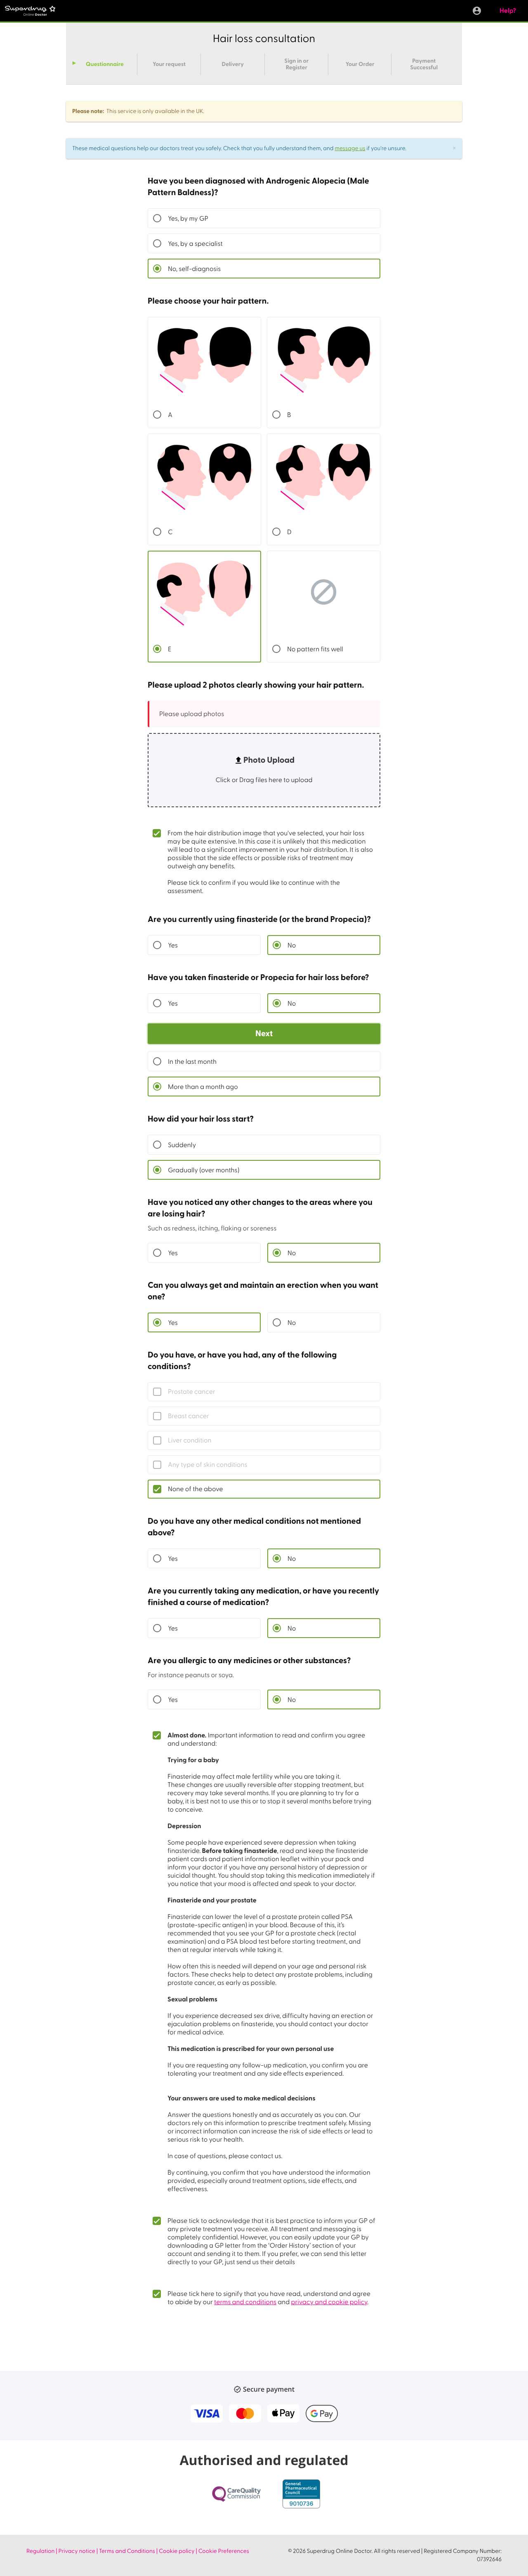 Superdrug
Online Doctor
Help?
Hair loss consultation
Questionnaire
Your request
Delivery
Sign in or
Register
Your Order
Payment
Successful
Please note: This service is only available in the UK.
These medical questions help our doctors treat you safely. Check that you fully understand them, and message us if you're unsure.
×
Have you been diagnosed with Androgenic Alopecia (Male
Pattern Baldness)?
Yes, by my GP
Yes, by a specialist
No, self-diagnosis
Please choose your hair pattern.
A
B
C
D
E
No pattern fits well
Please upload 2 photos clearly showing your hair pattern.
Please upload photos
Photo Upload
Click or Drag files here to upload
From the hair distribution image that you've selected, your hair loss
may be quite extensive. In this case it is unlikely that this medication
will lead to a significant improvement in your hair distribution. It is also
possible that the side effects or possible risks of treatment may
outweigh any benefits.
Please tick to confirm if you would like to continue with the
assessment.
Are you currently using finasteride (or the brand Propecia)?
Yes
No
Have you taken finasteride or Propecia for hair loss before?
Yes
No
Next
In the last month
More than a month ago
How did your hair loss start?
Suddenly
Gradually (over months)
Have you noticed any other changes to the areas where you
are losing hair?
Such as redness, itching, flaking or soreness
Yes
No
Can you always get and maintain an erection when you want
one?
Yes
No
Do you have, or have you had, any of the following
conditions?
Prostate cancer
Breast cancer
Liver condition
Any type of skin conditions
None of the above
Do you have any other medical conditions not mentioned
above?
Yes
No
Are you currently taking any medication, or have you recently
finished a course of medication?
Yes
No
Are you allergic to any medicines or other substances?
For instance peanuts or soya.
Yes
No
Almost done. Important information to read and confirm you agree
and understand:
Trying for a baby
Finasteride may affect male fertility while you are taking it.
These changes are usually reversible after stopping treatment, but
recovery may take several months. If you are planning to try for a
baby, it is best not to use this or to stop it several months before trying
to conceive.
Depression
Some people have experienced severe depression when taking
finasteride. Before taking finasteride, read and keep the finasteride
patient cards and patient information leaflet within your pack and
inform your doctor if you have any personal history of depression or
suicidal thought. You should stop taking this medication immediately if
you notice that your mood is affected and speak to your doctor.
Finasteride and your prostate
Finasteride can lower the level of a prostate protein called PSA
(prostate-specific antigen) in your blood. Because of this, it's
recommended that you see your GP for a prostate check (rectal
examination) and a PSA blood test before starting treatment, and
then at regular intervals while taking it.
How often this is needed will depend on your age and personal risk
factors. These checks help to detect any prostate problems, including
prostate cancer, as early as possible.
Sexual problems
If you experience decreased sex drive, difficulty having an erection or
ejaculation problems on finasteride, you should contact your doctor
for medical advice.
This medication is prescribed for your own personal use
If you are requesting any follow-up medication, you confirm you are
tolerating your treatment and any side effects experienced.
Your answers are used to make medical decisions
Answer the questions honestly and as accurately as you can. Our
doctors rely on this information to prescribe treatment safely. Missing
or incorrect information can increase the risk of side effects or lead to
serious risk to your health.
In case of questions, please contact us.
By continuing, you confirm that you have understood the information
provided, especially around treatment options, side effects, and
effectiveness.
Please tick to acknowledge that it is best practice to inform your GP of
any private treatment you receive. All treatment and messaging is
completely confidential. However, you can easily update your GP by
downloading a GP letter from the 'Order History' section of your
account and sending it to them. If you prefer, we can send this letter
directly to your GP, just send us their details
Please tick here to signify that you have read, understand and agree
to abide by our terms and conditions and privacy and cookie policy.
Secure payment
VISA
Pay
G Pay
Authorised and regulated
CareQuality
Commission
General
Pharmaceutical
Council
9010736
Regulation | Privacy notice | Terms and Conditions | Cookie policy | Cookie Preferences
© 2026 Superdrug Online Doctor. All rights reserved | Registered Company Number:
07392646